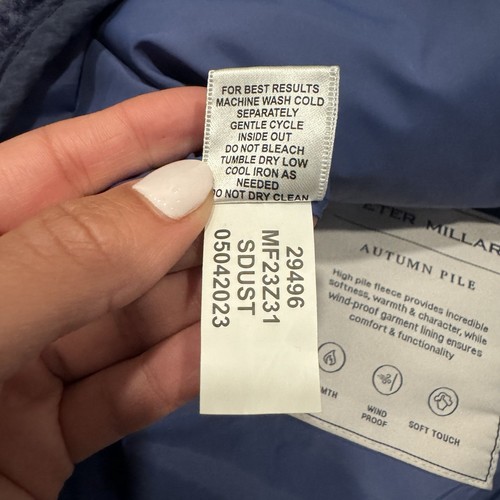 FOR BEST RESULTS
MACHINE WASH COLD
SEPARATELY
GENTLE CYCLE
INSIDE OUT
DO NOT BLEACH
TUMBLE DRY LOW
COOL IRON AS
NEEDED
DO NOT DRY CLEAN
29496
MF23Z31
SDUST
05042023
ETER MILLAR
AUTUMN PILE
High pile fleece provides incredible
softness, warmth & character, while
wind-proof garment lining ensures
comfort & functionality
MTH
WIND
PROOF
SOFT TOUCH